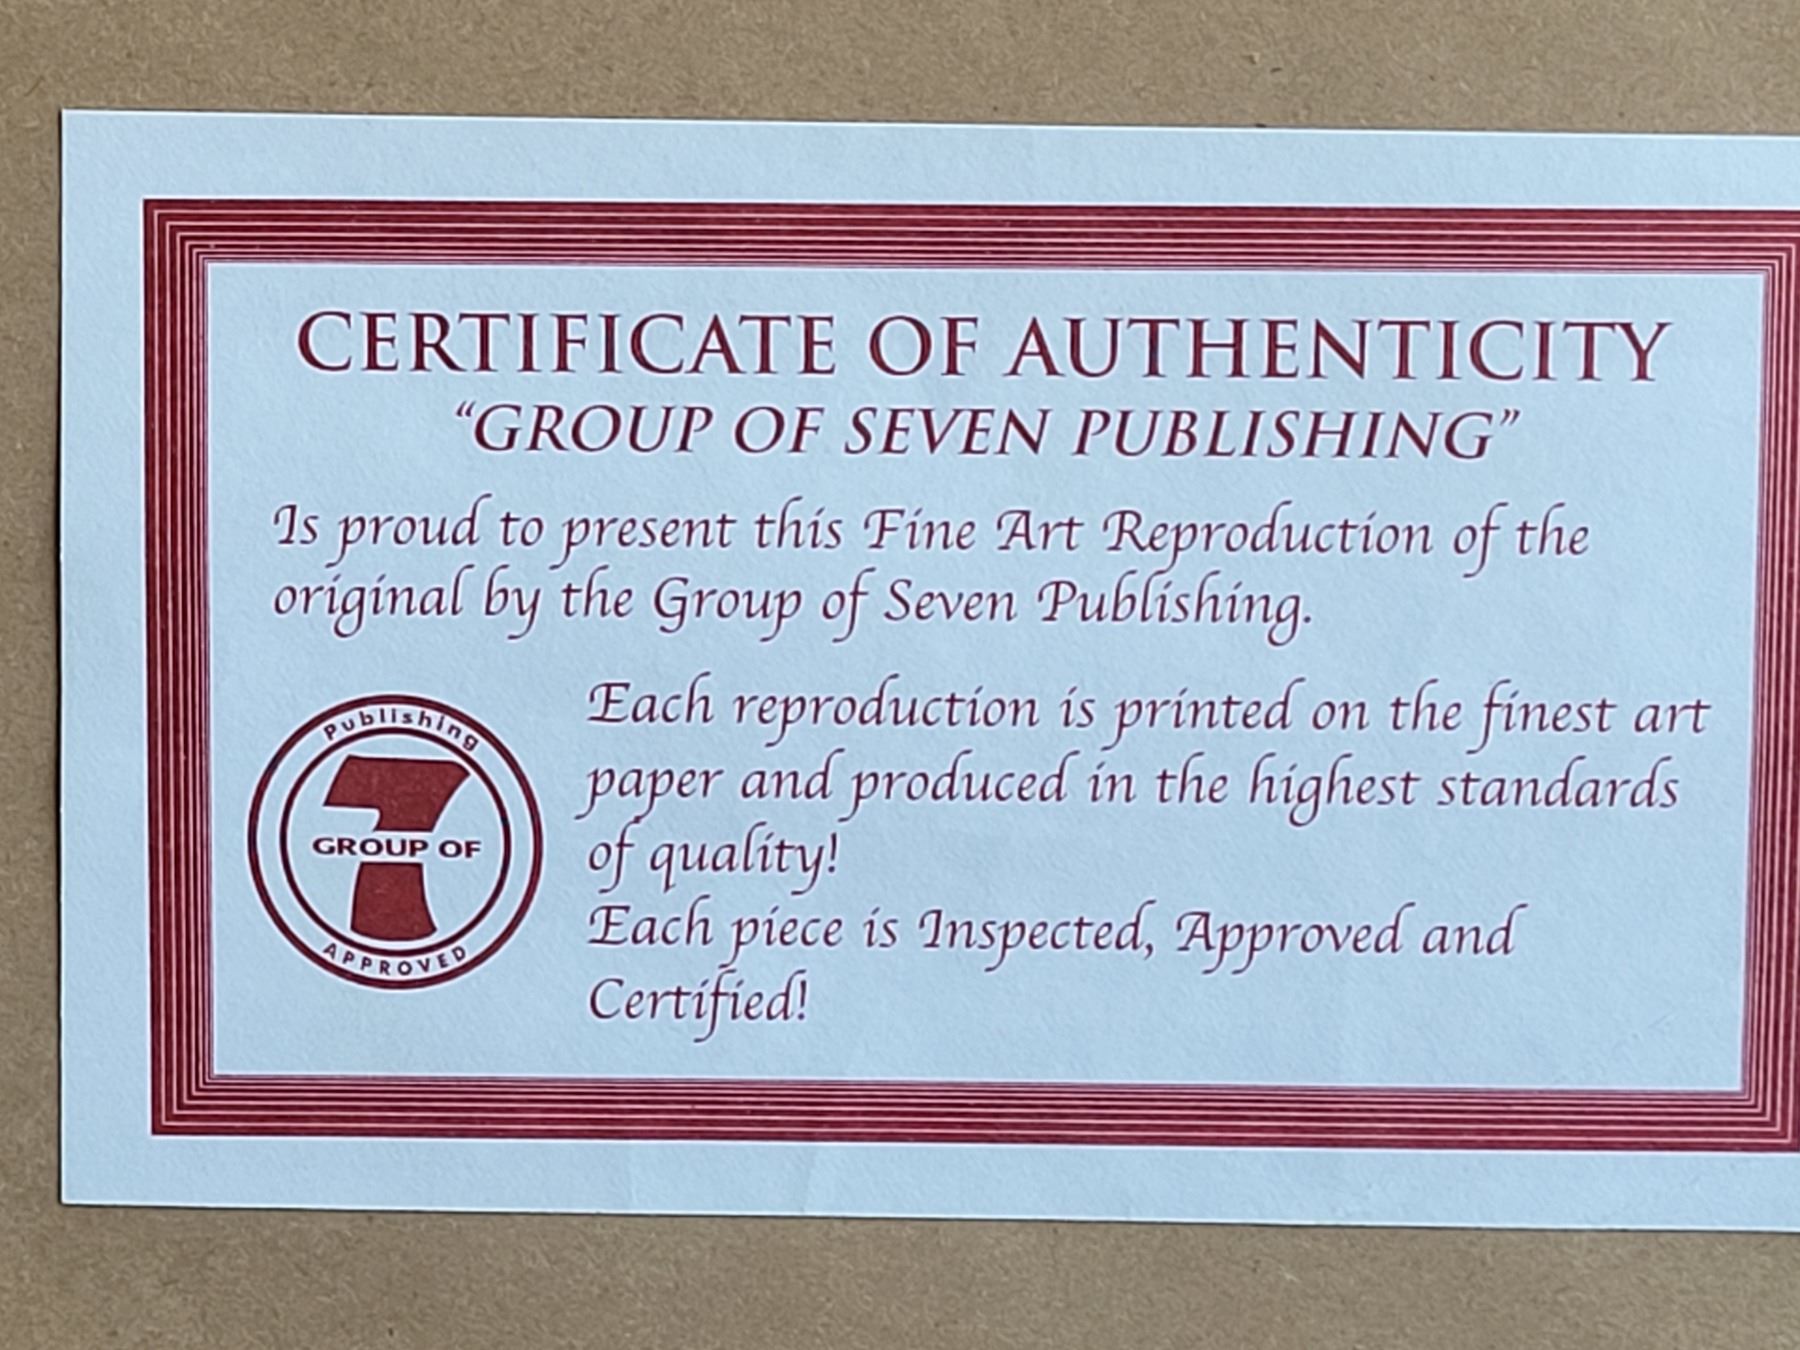 CERTIFICATE OF AUTHENTICITY
“GROUP OF SEVEN PUBLISHING”
Is proud to present this Fine Art Reproduction of the
original by the Group of Seven Publishing.
Publishing
GROUP OF
7
APPROVED
Each reproduction is printed on the finest art
paper and produced in the highest standards
of quality!
Each piece is Inspected, Approved and
Certified!